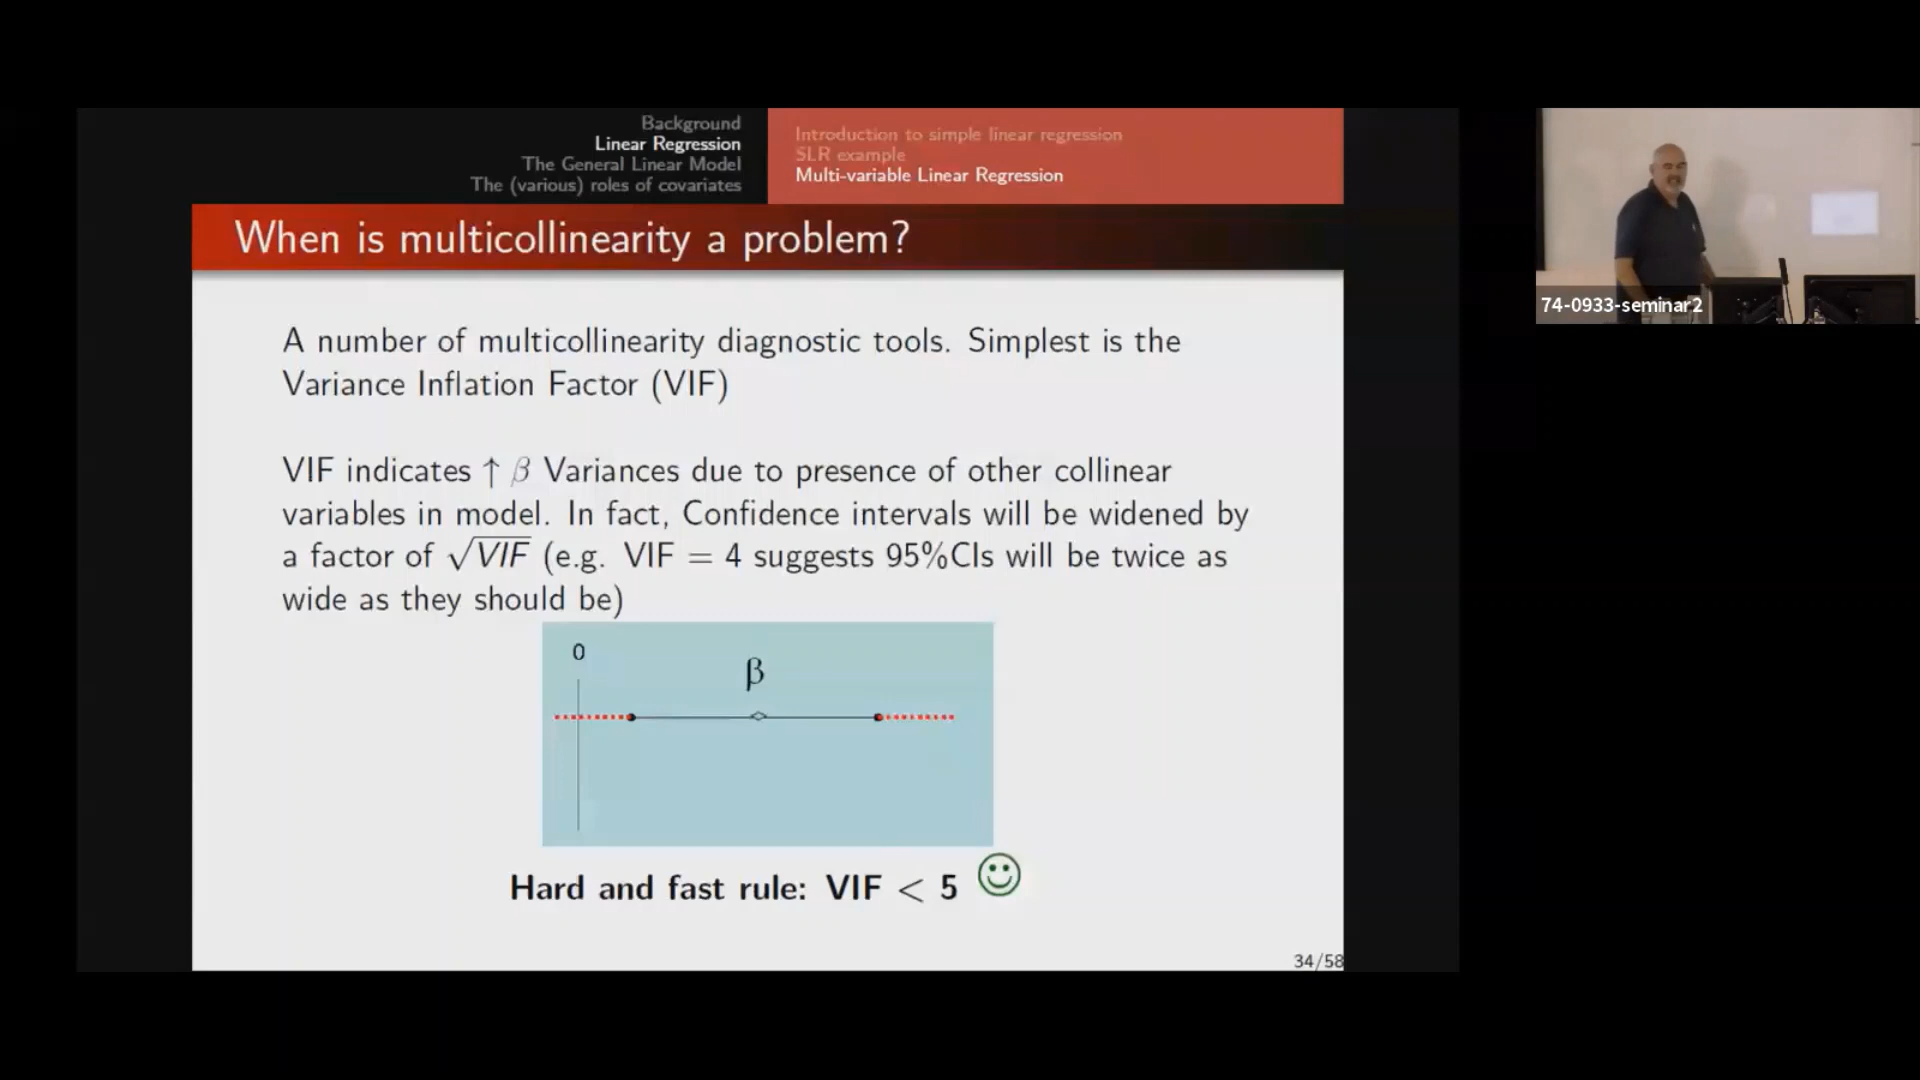 Background
Linear Regression
The General Linear Model
The (various) roles of covariates
Introduction to simple linear regression
SLR example
Multi-variable Linear Regression
When is multicollinearity a problem?
A number of multicollinearity diagnostic tools. Simplest is the
Variance Inflation Factor (VIF)
VIF indicates ↑ β Variances due to presence of other collinear
variables in model. In fact, Confidence intervals will be widened by
a factor of √VIF (e.g. VIF = 4 suggests 95%CIs will be twice as
wide as they should be)
0
β
Hard and fast rule: VIF < 5
34/58
74-0933-seminar2